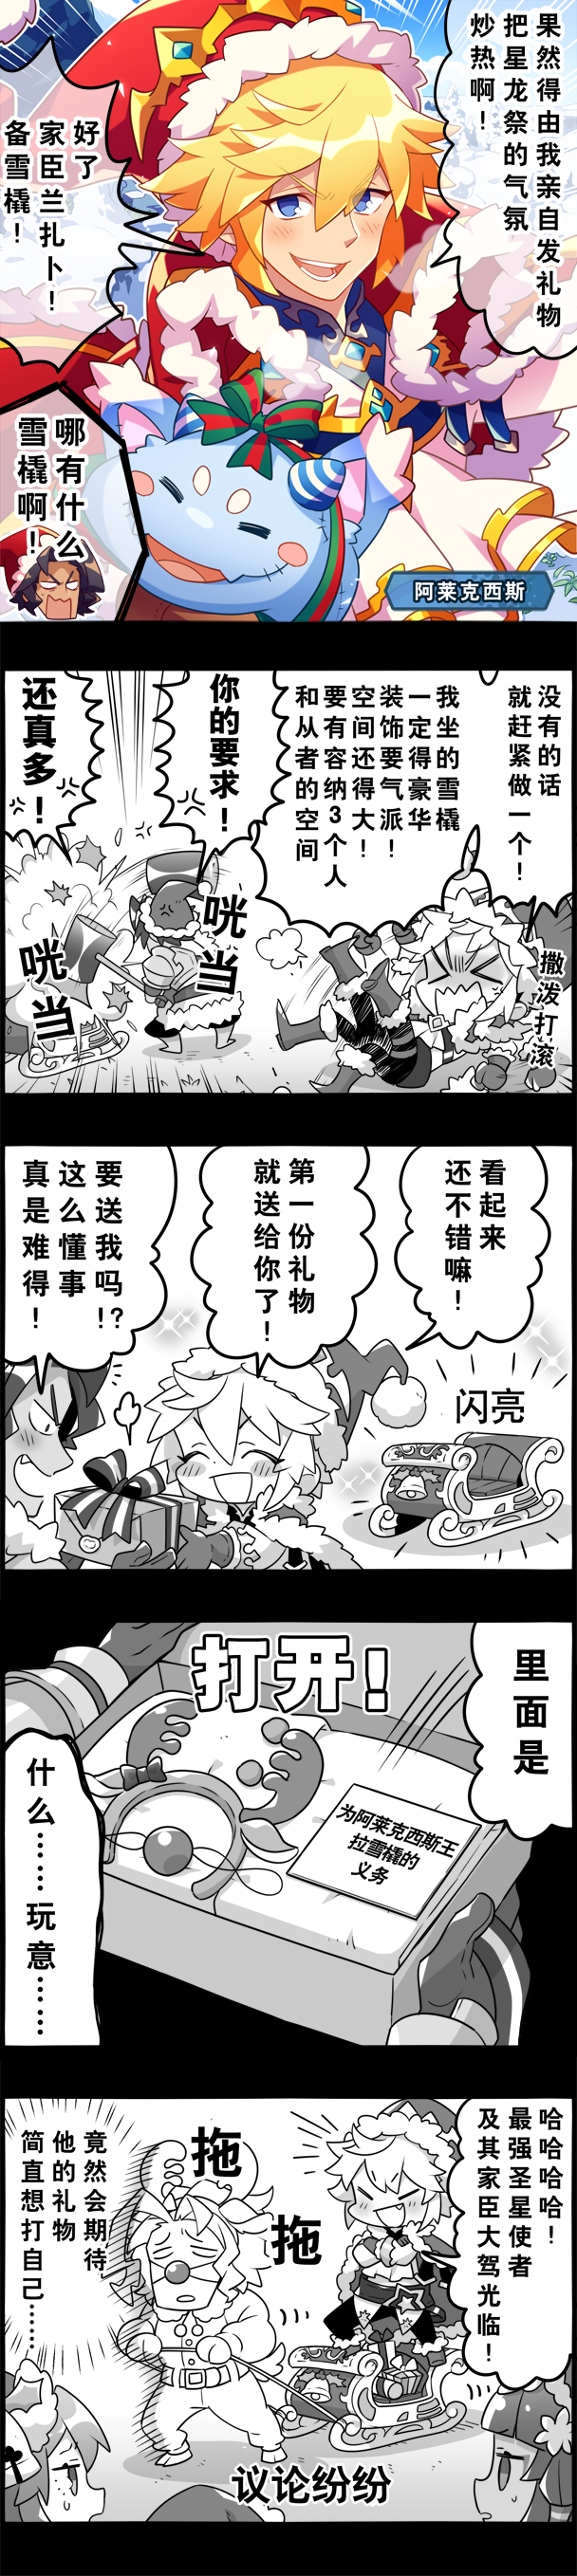 果然得由我亲自发礼物
把星龙祭的气氛
炒热啊！
好了
家臣兰扎卜！
备雪橇！
哪有什么
雪橇啊！
阿莱克西斯
没有的话
就赶紧做一个！
我坐的雪橇
一定得豪华
装饰要气派！
空间还得大！
要有容纳3个人
和从者的空间
撒泼打滚
你的要求！
还真多！
咣当
咣当
看起来
还不错嘛！
闪亮
第一份礼物
就送给你了！
要送我吗！？
这么懂事
真是难得！
里面是
打开！
为阿莱克西斯王
拉雪橇的
义务
什么……玩意……
哈哈哈哈！
最强圣星使者
及其家臣大驾光临！
拖
拖
竟然会期待
他的礼物
简直想打自己……
议论纷纷